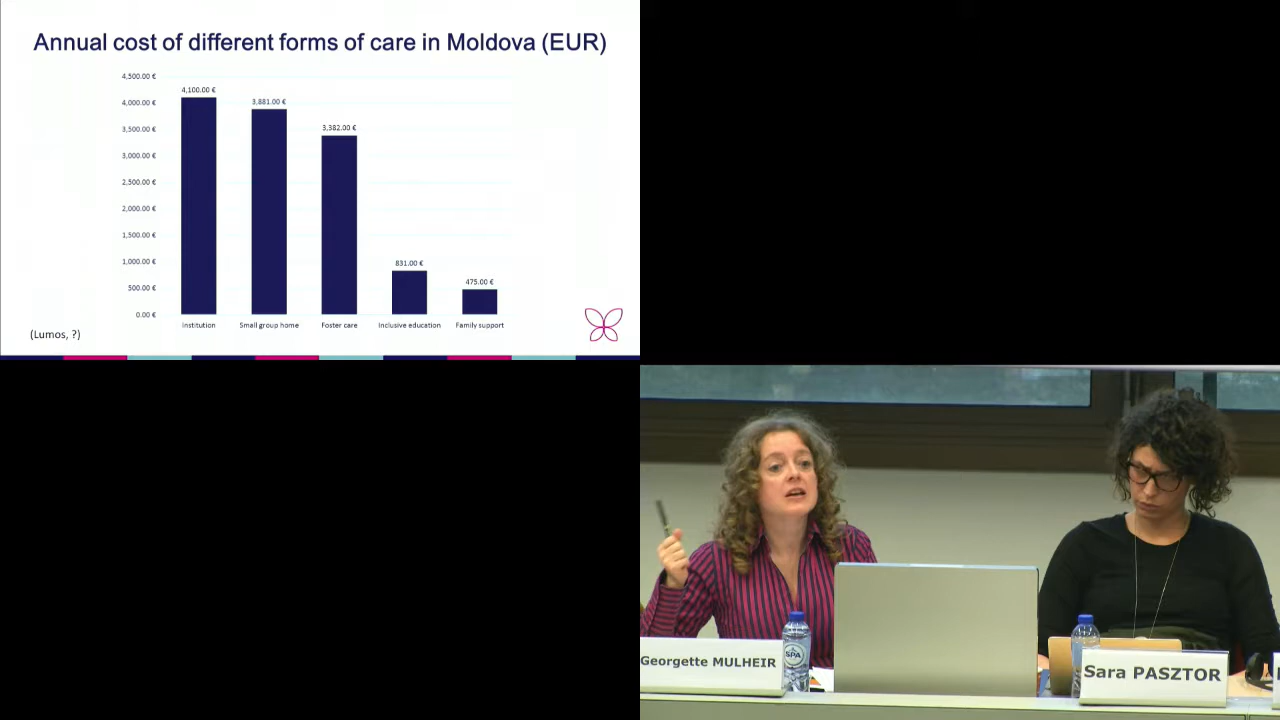 Annual cost of different forms of care in Moldova (EUR)
4,500.00 €
4,000.00 €
3,500.00 €
3,000.00 €
2,500.00 €
2,000.00 €
1,500.00 €
1,000.00 €
500.00 €
0.00 €
4,100.00 €
3,881.00 €
3,382.00 €
831.00 €
475.00 €
Institution
Small group home
Foster care
Inclusive education
Family support
(Lumos, ?)
SPA
Georgette MULHEIR
Sara PASZTOR